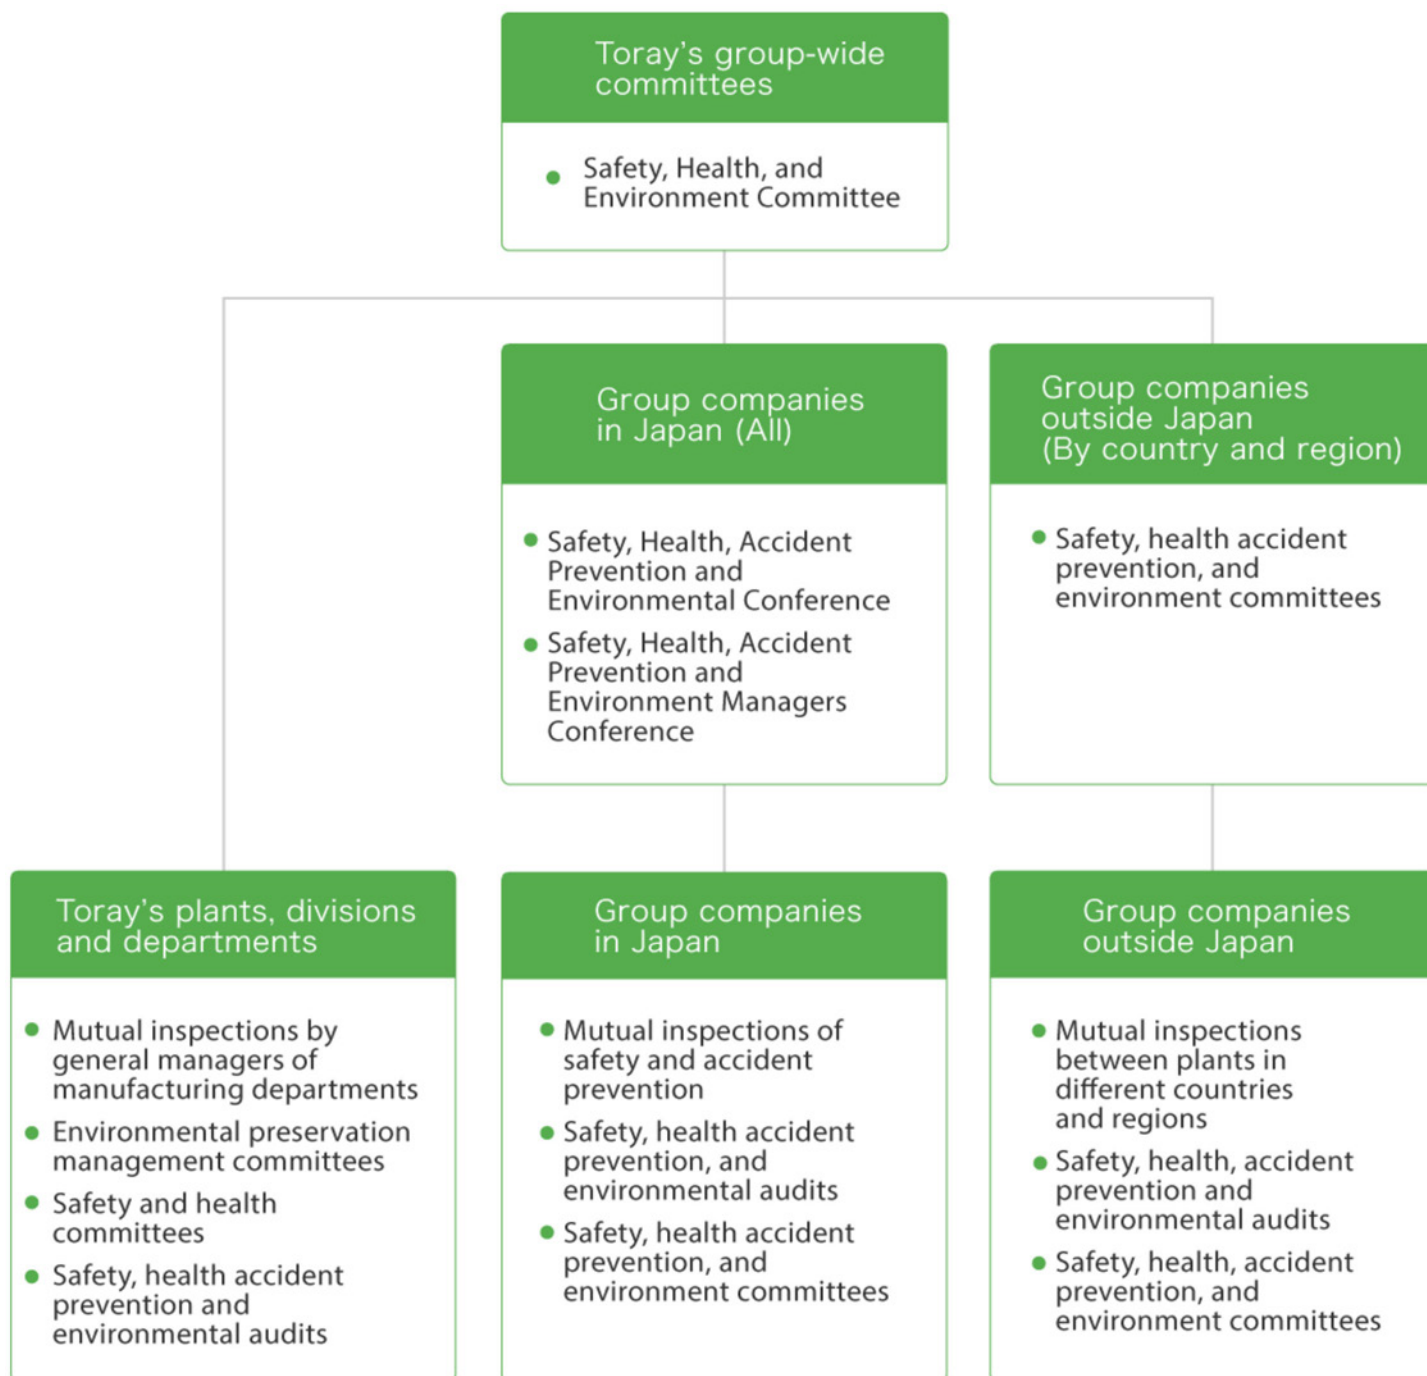 Toray's group-wide
committees
Safety, Health, and
Environment Committee
Group companies
in Japan (All)
Safety, Health, Accident
Prevention and
Environmental Conference
Safety, Health, Accident
Prevention and
Environment Managers
Conference
Group companies
outside Japan
(By country and region)
Safety, health accident
prevention, and
environment committees
Toray's plants, divisions
and departments
Mutual inspections by
general managers of
manufacturing departments
Environmental preservation
management committees
Safety and health
committees
Safety, health accident
prevention and
environmental audits
Group companies
in Japan
Mutual inspections of
safety and accident
prevention
Safety, health accident
prevention, and
environmental audits
Safety, health accident
prevention, and
environment committees
Group companies
outside Japan
Mutual inspections
between plants in
different countries
and regions
Safety, health, accident
prevention and
environmental audits
Safety, health, accident
prevention, and
environment committees